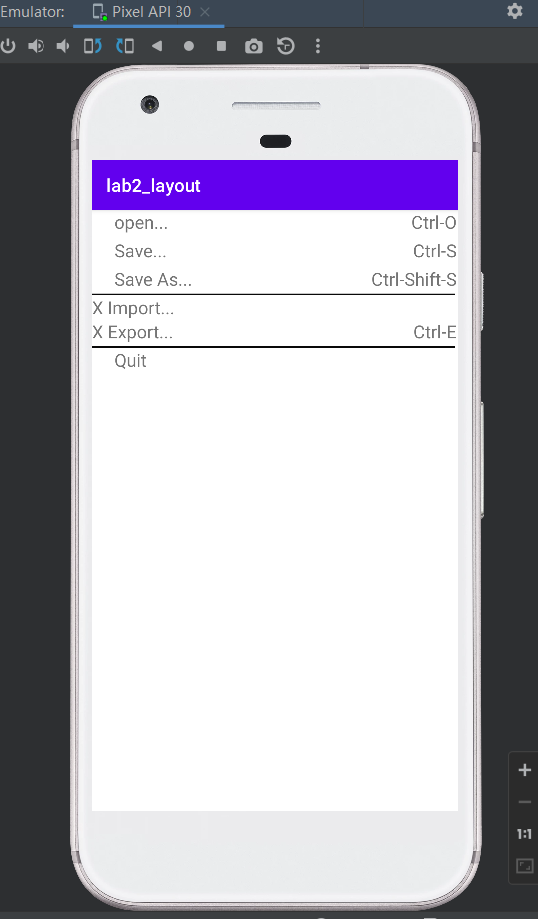 Emulator: Pixel API 30
lab2_layout
open... Ctrl-O
Save... Ctrl-S
Save As... Ctrl-Shift-S
X Import...
X Export... Ctrl-E
Quit
1:1